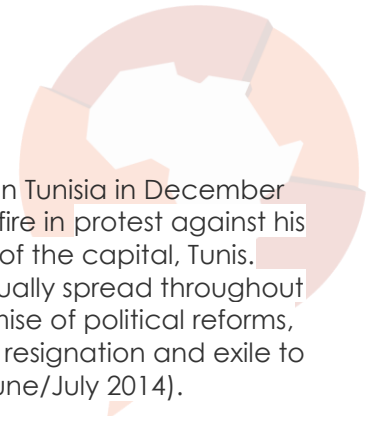 n Tunisia in December
fire in protest against his
of the capital, Tunis.
ually spread throughout
mise of political reforms,
resignation and exile to
une/July 2014).